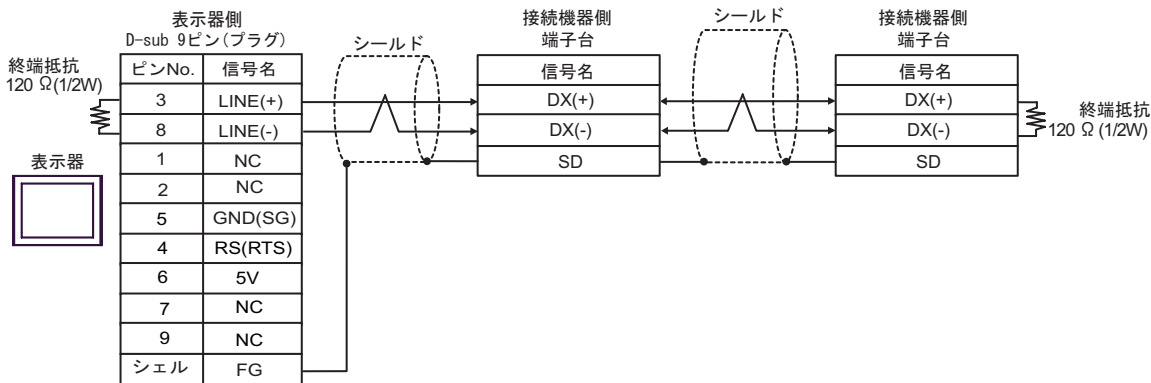 表示器側
D-sub 9ピン(プラグ)
終端抵抗
120 Ω(1/2W)
ピンNo. 信号名
3 LINE(+)
8 LINE(-)
1 NC
2 NC
5 GND(SG)
4 RS(RTS)
6 5V
7 NC
9 NC
シェル FG
表示器
シールド
接続機器側
端子台
信号名
DX(+)
DX(-)
SD
シールド
接続機器側
端子台
信号名
DX(+)
DX(-)
SD
終端抵抗
120 Ω (1/2W)